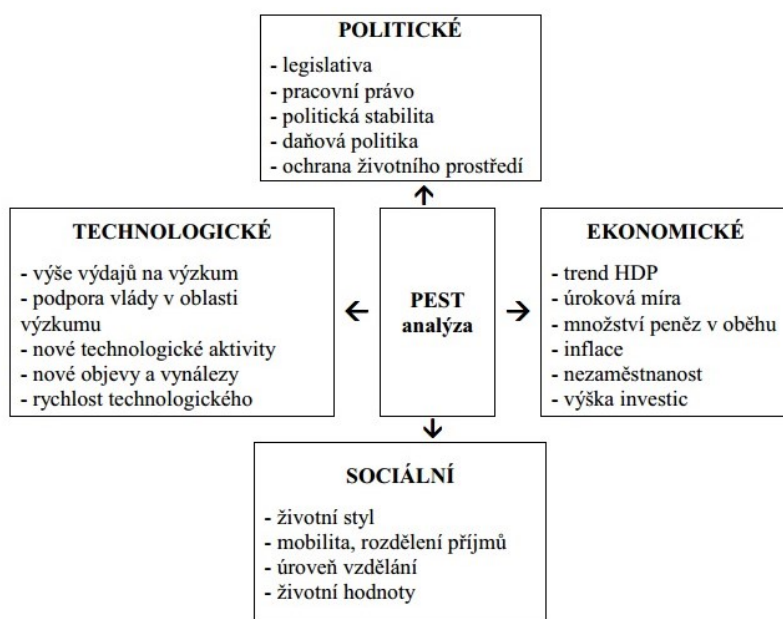 POLITICKÉ
- legislativa
- pracovní právo
- politická stabilita
- daňová politika
- ochrana životního prostředí
TECHNOLOGICKÉ
- výše výdajů na výzkum
- podpora vlády v oblasti
výzkumu
- nové technologické aktivity
- nové objevy a vynálezy
- rychlost technologického
PEST
analýza
EKONOMICKÉ
- trend HDP
- úroková míra
- množství peněz v oběhu
- inflace
- nezaměstnanost
- výška investic
SOCIÁLNÍ
- životní styl
- mobilita, rozdělení příjmů
- úroveň vzdělání
- životní hodnoty